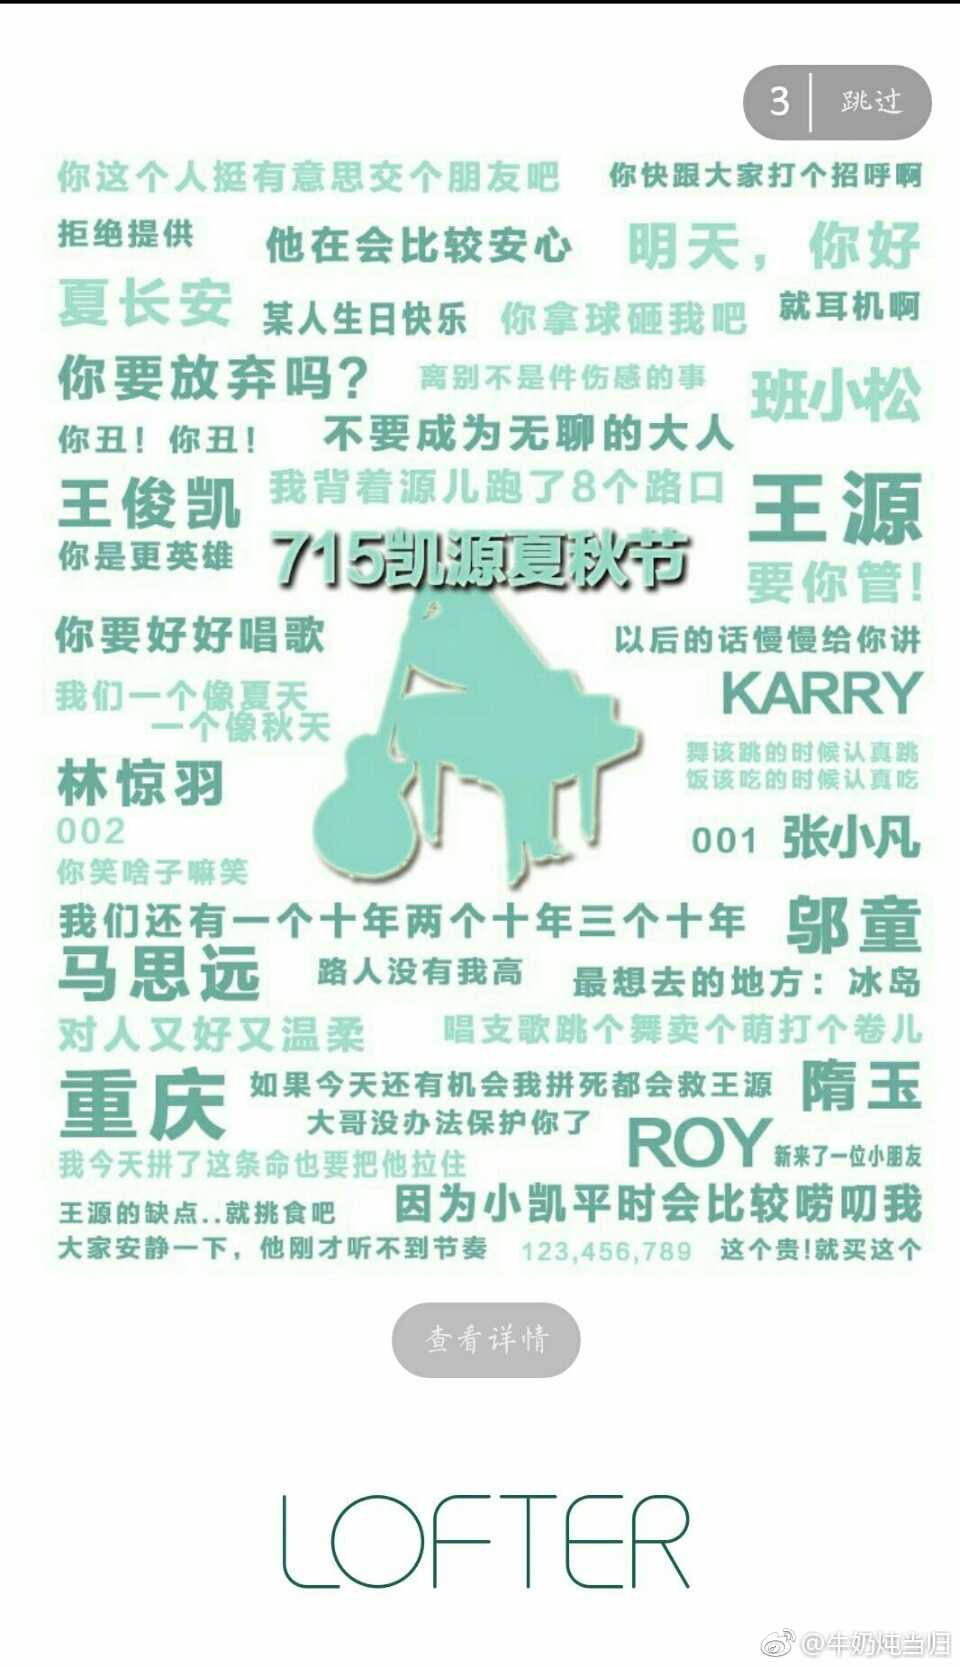 3 跳过
你这个人挺有意思交个朋友吧 你快跟大家打个招呼啊
拒绝提供 他在会比较安心 明天，你好
夏长安 某人生日快乐 你拿球砸我吧 就耳机啊
你要放弃吗？ 离别不是件伤感的事 班小松
你丑！你丑！ 不要成为无聊的大人
王俊凯 我背着源儿跑了8个路口 王源
你是更英雄 715凯源夏秋节 要你管！
你要好好唱歌 以后的话慢慢给你讲
我们一个像夏天 KARRY
一个像秋天
林惊羽 舞该跳的时候认真跳
饭该吃的时候认真吃
002 001 张小凡
你笑啥子嘛笑
我们还有一个十年两个十年三个十年 邬童
马思远 路人没有我高 最想去的地方：冰岛
对人又好又温柔 唱支歌跳个舞卖个萌打个卷儿
重庆 如果今天还有机会我拼死都会救王源 隋玉
大哥没办法保护你了 ROY 新来了一位小朋友
我今天拼了这条命也要把他拉住
王源的缺点..就挑食吧 因为小凯平时会比较唠叨我
大家安静一下，他刚才听不到节奏 123,456,789 这个贵!就买这个
查看详情
LOFTER
@牛奶炖当归